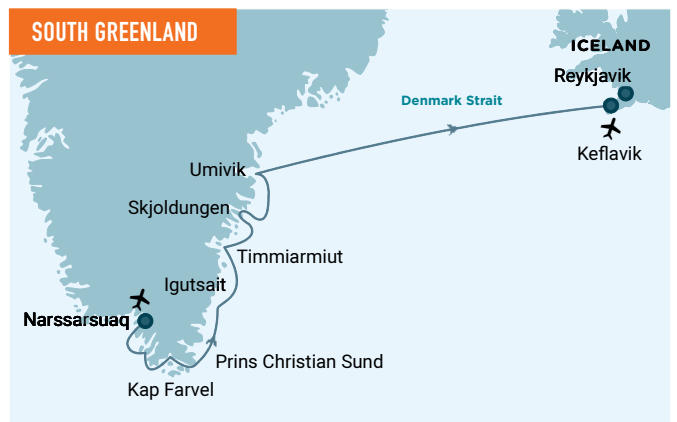 SOUTH GREENLAND
ICELAND
Reykjavik
Denmark Strait
Keflavik
Umivik
Skjoldungen
Timmiarmiut
Igutsait
Narssarsuaq
Prins Christian Sund
Kap Farvel